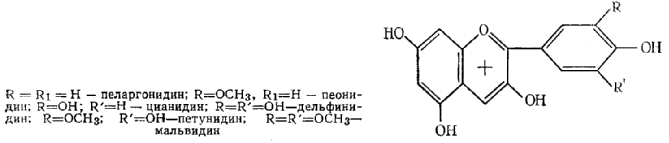 R = R₁ = H — пеларгонидин; R=OCH₃, R₁=H — пеони-
дин; R=OH; R′=H — цианидин; R=R′=OH—дельфини-
дин; R=OCH₃; R′=OH—петунидин; R=R′=OCH₃—
мальвидин
R
HO
O
OH
+
R′
OH
OH